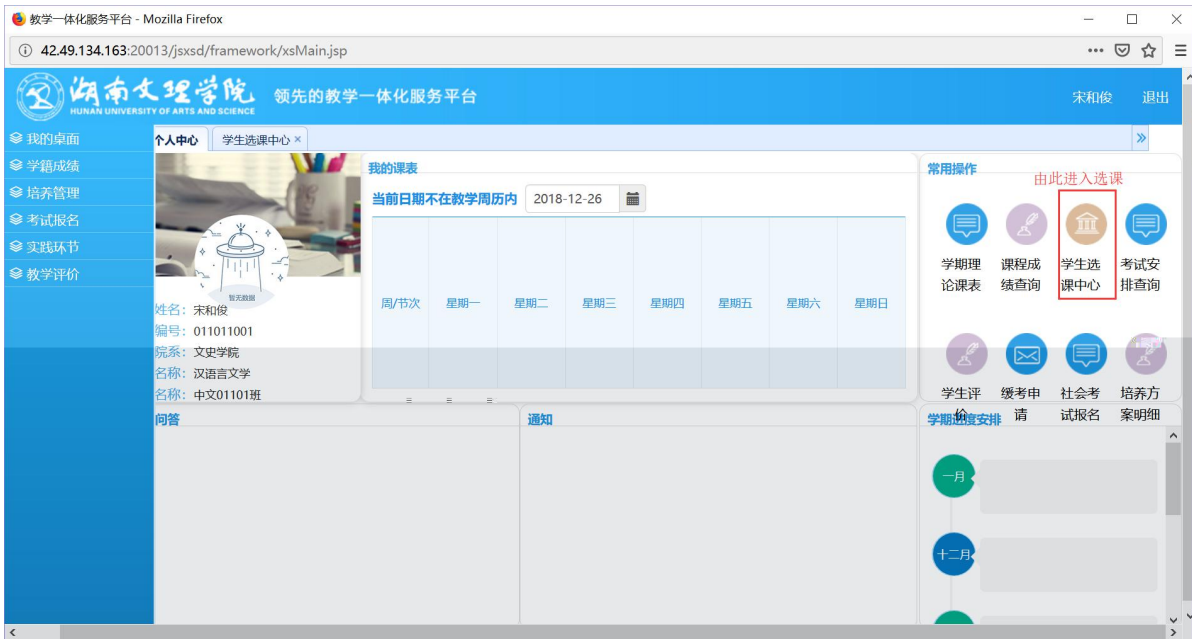 教学一体化服务平台 - Mozilla Firefox
42.49.134.163:20013/jsxsd/framework/xsMain.jsp
湖南文理学院
HUNAN UNIVERSITY OF ARTS AND SCIENCE
领先的教学一体化服务平台
宋和俊 退出
我的桌面
学籍成绩
培养管理
考试报名
实践环节
教学评价
个人中心 学生选课中心 ×
暂无数据
姓名：宋和俊
编号：011011001
院系：文史学院
名称：汉语言文学
名称：中文01101班
我的课表
当前日期不在教学周历内 2018-12-26
周/节次 星期一 星期二 星期三 星期四 星期五 星期六 星期日
常用操作
由此进入选课
学期理论课表
课程成绩查询
学生选课中心
考试安排查询
学生评价
缓考申请
社会考试报名
培养方案明细
问答
通知
学期进度安排
一月
十二月